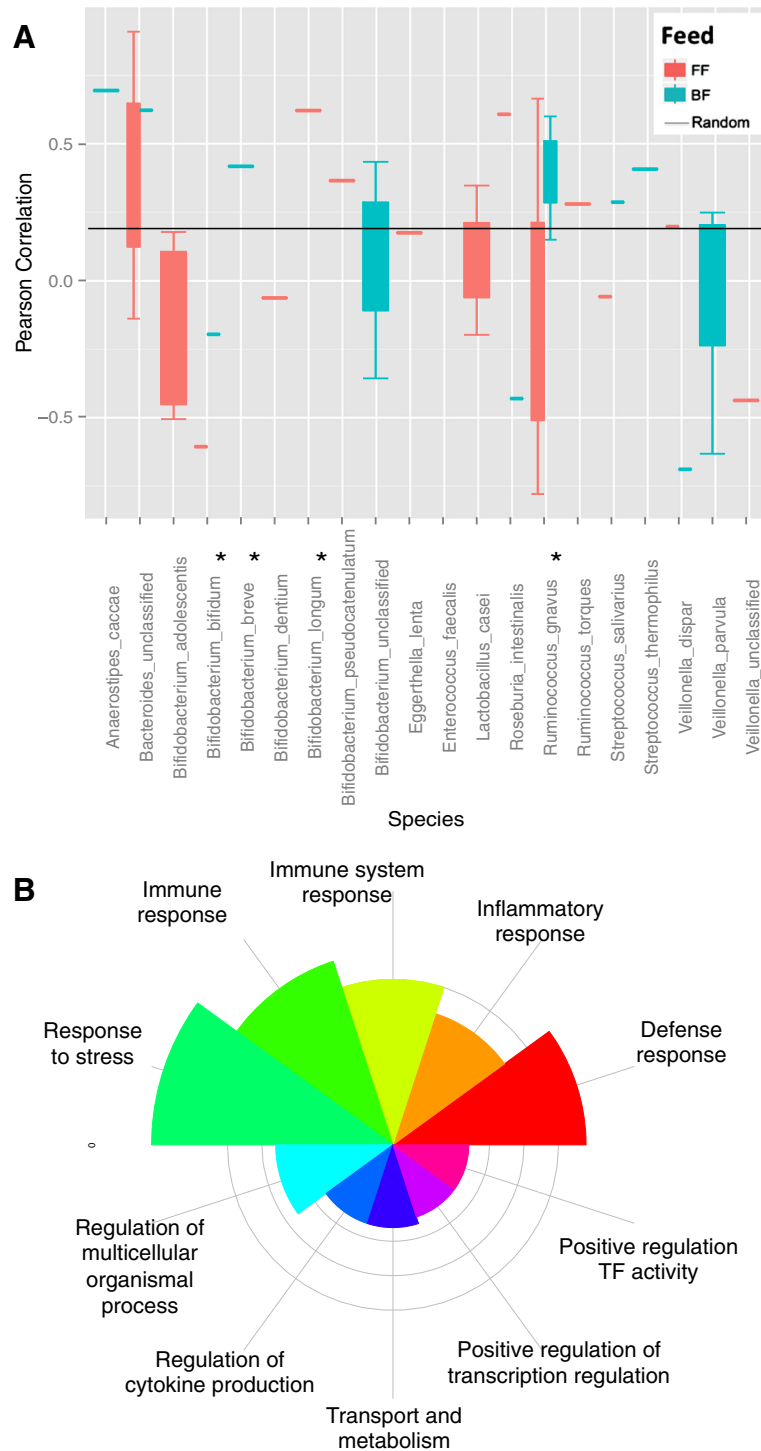 A
Feed
FF
BF
Random
0.5
0.0
−0.5
Pearson Correlation
*
*
*
*
Anaerostipes_caccae
Bacteroides_unclassified
Bifidobacterium_adolescentis
Bifidobacterium_bifidum
Bifidobacterium_breve
Bifidobacterium_dentium
Bifidobacterium_longum
Bifidobacterium_pseudocatenulatum
Bifidobacterium_unclassified
Eggerthella_lenta
Enterococcus_faecalis
Lactobacillus_casei
Roseburia_intestinalis
Ruminococcus_gnavus
Ruminococcus_torques
Streptococcus_salivarius
Streptococcus_thermophilus
Veillonella_dispar
Veillonella_parvula
Veillonella_unclassified
Species
B
Immune system
response
Immune
response
Inflammatory
response
Response
to stress
Defense
response
0
Regulation of
multicellular
organismal
process
Positive regulation
TF activity
Regulation of
cytokine production
Positive regulation of
transcription regulation
Transport and
metabolism